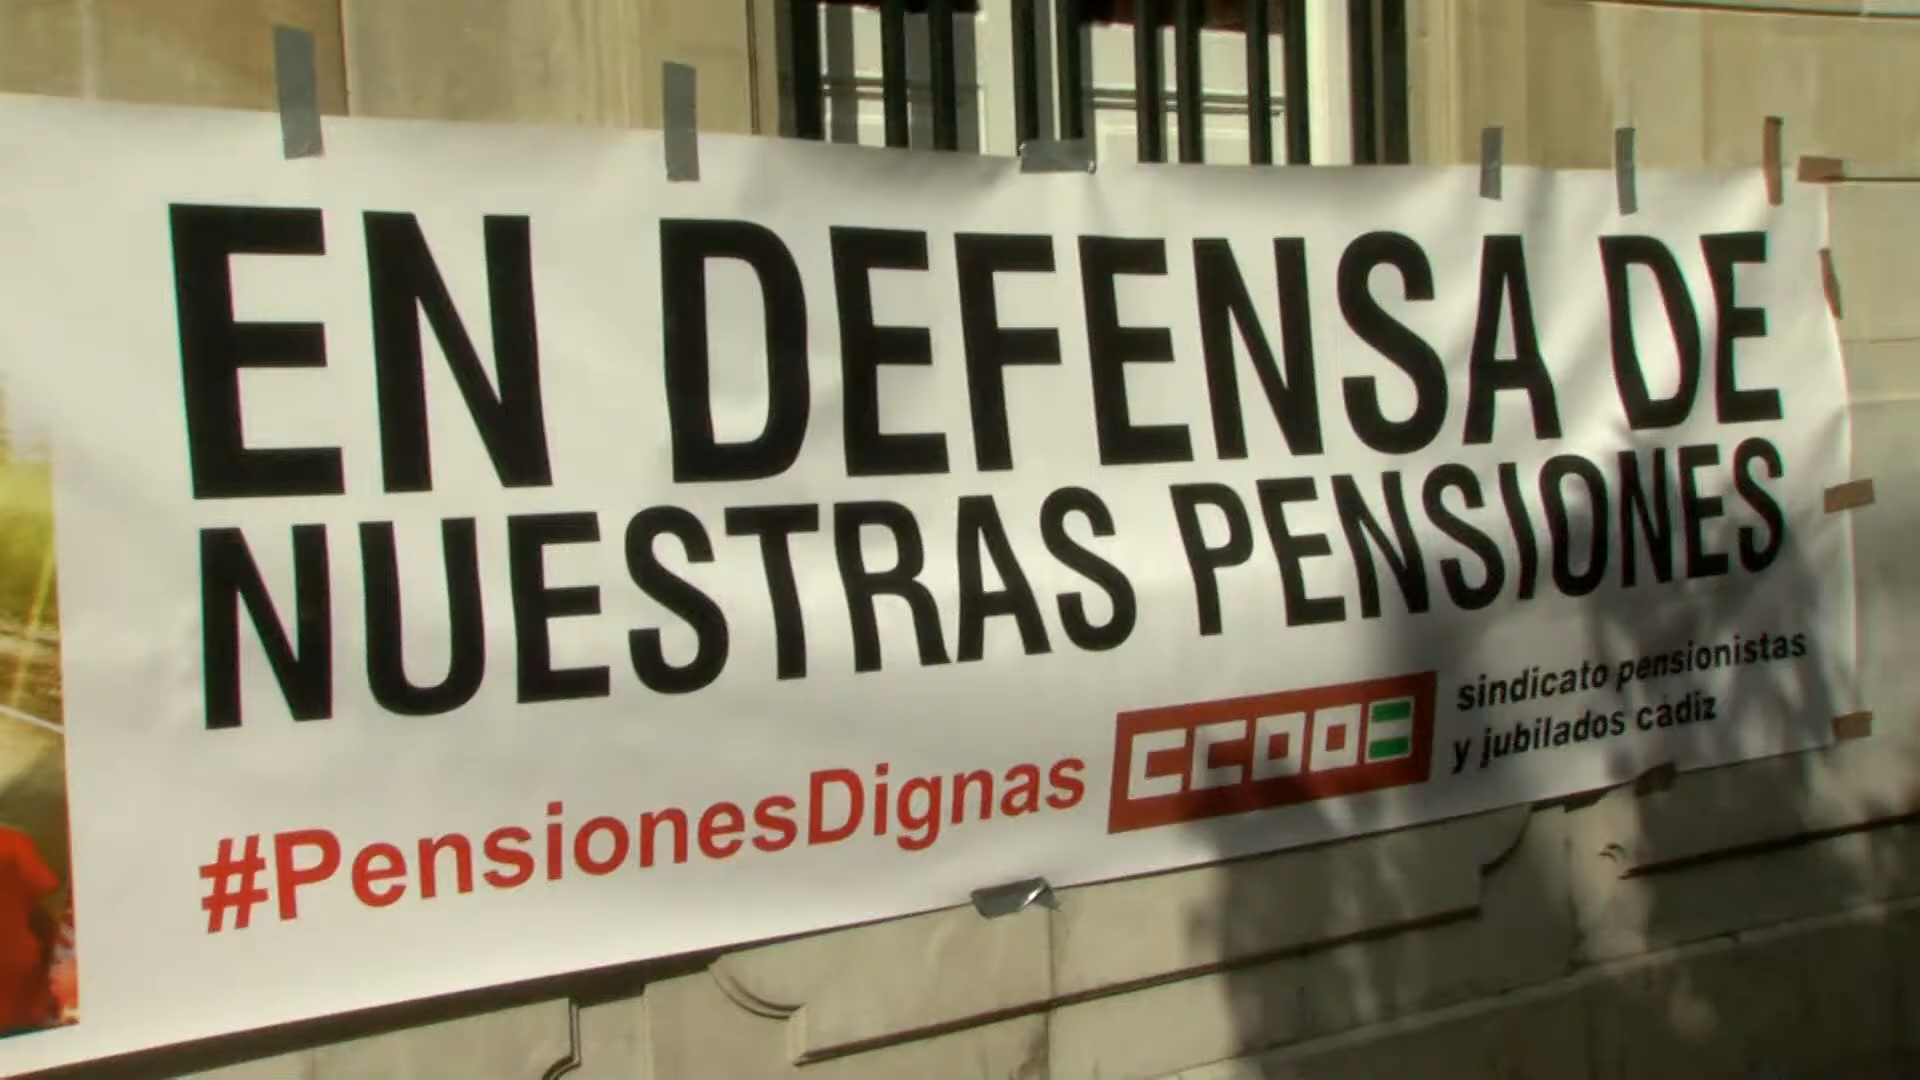 EN DEFENSA DE
NUESTRAS PENSIONES
#PensionesDignas
CCOO
sindicato pensionistas
y jubilados cádiz